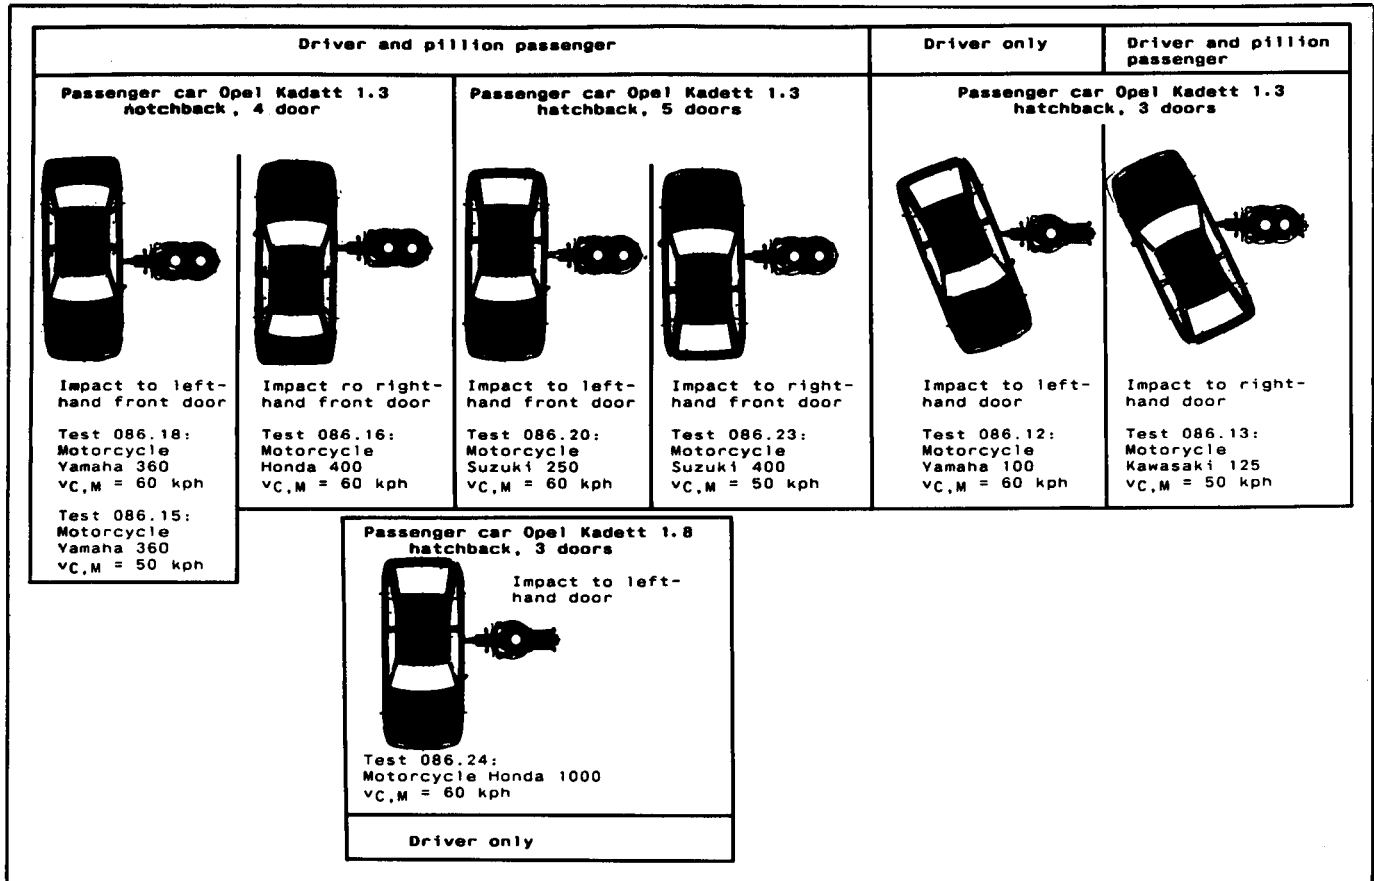 Driver and pillion passenger
Driver only
Driver and pillion
passenger
Passenger car Opel Kadatt 1.3
notchback, 4 door
Passenger car Opel Kadett 1.3
hatchback, 5 doors
Passenger car Opel Kadett 1.3
hatchback, 3 doors
Impact to left-
hand front door
Test 086.18:
Motorcycle
Yamaha 360
vC,M = 60 kph
Test 086.15:
Motorcycle
Yamaha 360
vC,M = 50 kph
Impact ro right-
hand front door
Test 086.16:
Motorcycle
Honda 400
vC,M = 60 kph
Impact to left-
hand front door
Test 086.20:
Motorcycle
Suzuki 250
vC,M = 60 kph
Impact to right-
hand front door
Test 086.23:
Motorcycle
Suzuki 400
vC,M = 50 kph
Impact to left-
hand door
Test 086.12:
Motorcycle
Yamaha 100
vC,M = 60 kph
Impact to right-
hand door
Test 086.13:
Motorycle
Kawasaki 125
vC,M = 50 kph
Passenger car Opel Kadett 1.8
hatchback, 3 doors
Impact to left-
hand door
Test 086.24:
Motorcycle Honda 1000
vC,M = 60 kph
Driver only